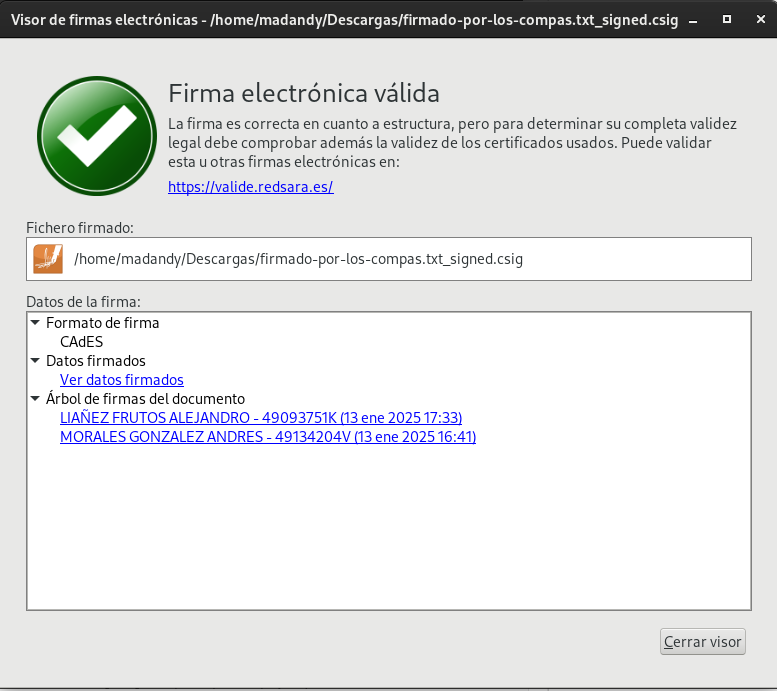 Visor de firmas electrónicas - /home/madandy/Descargas/firmado-por-los-compas.txt_signed.csig
Firma electrónica válida
La firma es correcta en cuanto a estructura, pero para determinar su completa validez
legal debe comprobar además la validez de los certificados usados. Puede validar
esta u otras firmas electrónicas en:
https://valide.redsara.es/
Fichero firmado:
/home/madandy/Descargas/firmado-por-los-compas.txt_signed.csig
Datos de la firma:
Formato de firma
CAdES
Datos firmados
Ver datos firmados
Árbol de firmas del documento
LIAÑEZ FRUTOS ALEJANDRO - 49093751K (13 ene 2025 17:33)
MORALES GONZALEZ ANDRES - 49134204V (13 ene 2025 16:41)
Cerrar visor